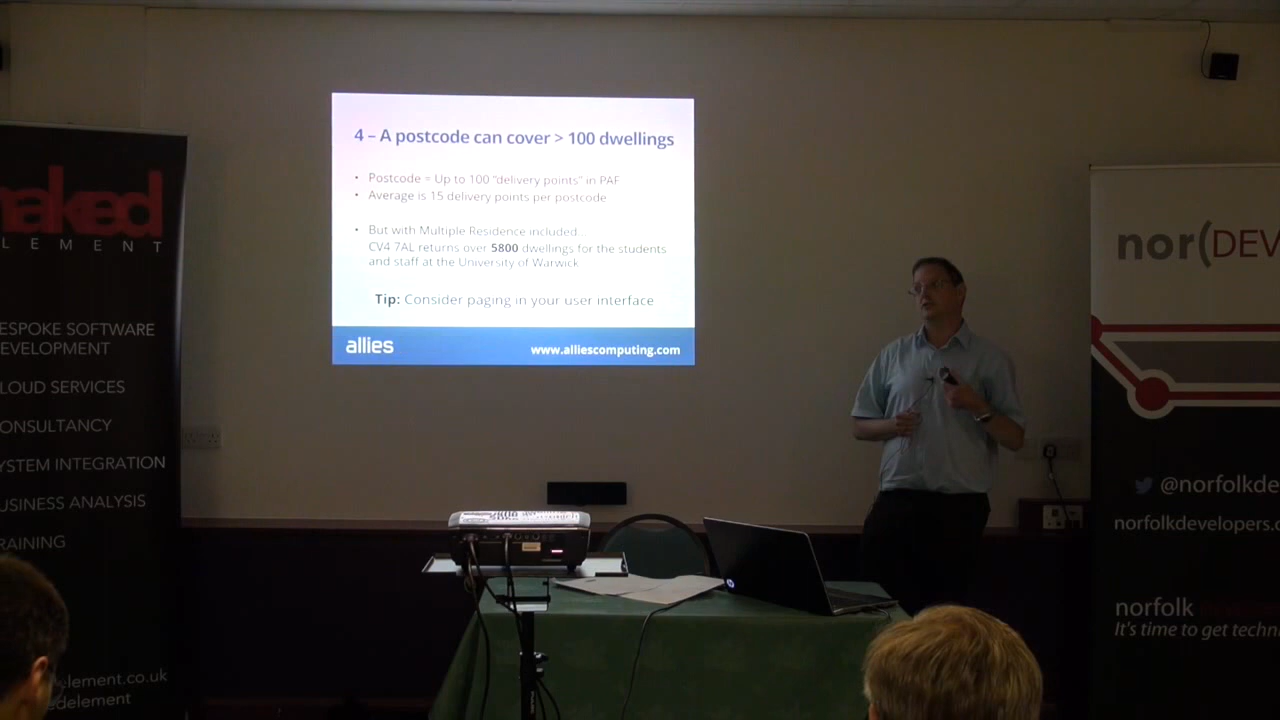 4 – A postcode can cover > 100 dwellings
• Postcode = Up to 100 "delivery points" in PAF
• Average is 15 delivery points per postcode
• But with Multiple Residence included...
CV4 7AL returns over 5800 dwellings for the students
and staff at the University of Warwick
Tip: Consider paging in your user interface
allies
www.alliescomputing.com
naked
LEMENT
ESPOKE SOFTWARE
EVELOPMENT
LOUD SERVICES
ONSULTANCY
YSTEM INTEGRATION
USINESS ANALYSIS
RAINING
element.co.uk
edelement
nor(DEV
@norfolkde
norfolkdevelopers.c
norfolk
It's time to get techn